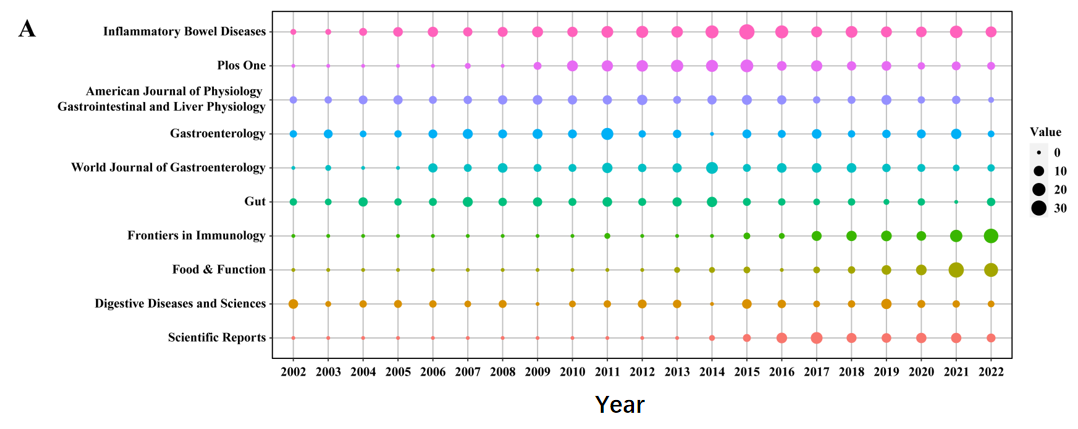 A
Inflammatory Bowel Diseases
Plos One
American Journal of Physiology
Gastrointestinal and Liver Physiology
Gastroenterology
World Journal of Gastroenterology
Gut
Frontiers in Immunology
Food & Function
Digestive Diseases and Sciences
Scientific Reports
2002 2003 2004 2005 2006 2007 2008 2009 2010 2011 2012 2013 2014 2015 2016 2017 2018 2019 2020 2021 2022
Year
Value
0
10
20
30